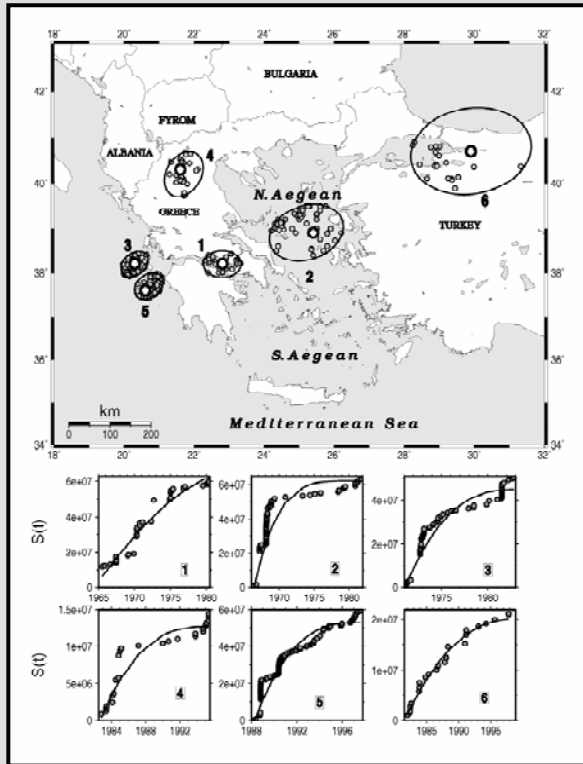 18° 20° 22° 24° 26° 28° 30° 32°
42° 42°
40° 40°
38° 38°
36° 36°
34° 34°
18 20 22 24 26 28 30 32
BULGARIA
FYROM
ALBANIA
4
N. Aegean
GREECE
6
TURKEY
3
1
2
5
S. Aegean
km
0 100 200
Mediterranean Sea
S(t)
6e+07
4e+07
2e+07
0
1965 1970 1975 1980
1
6e+07
4e+07
2e+07
0
1970 1975 1980
2
4e+07
2e+07
0
1975 1980
3
S(t)
1.5e+07
1e+07
5e+06
0
1984 1988 1992
4
6e+07
4e+07
2e+07
0
1988 1990 1992 1994 1996 1998
5
2e+07
1e+07
0
1985 1990 1995
6